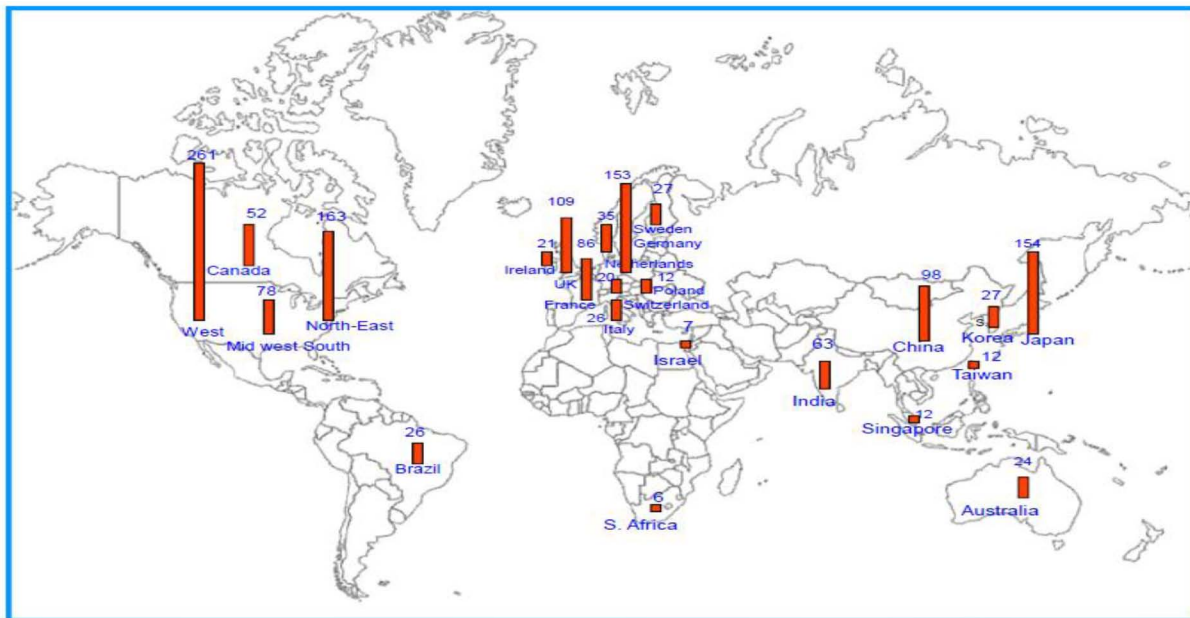 261
52
163
Canada
78
West
North-East
Mid west South
26
Brazil
153
27
109
35
Sweden
21
86
Germany
Ireland
Netherlands
UK
20
12
Poland
France
Switzerland
26
Italy
7
Israel
6
S. Africa
154
98
27
S.
Korea
Japan
China
63
India
12
Taiwan
12
Singapore
24
Australia